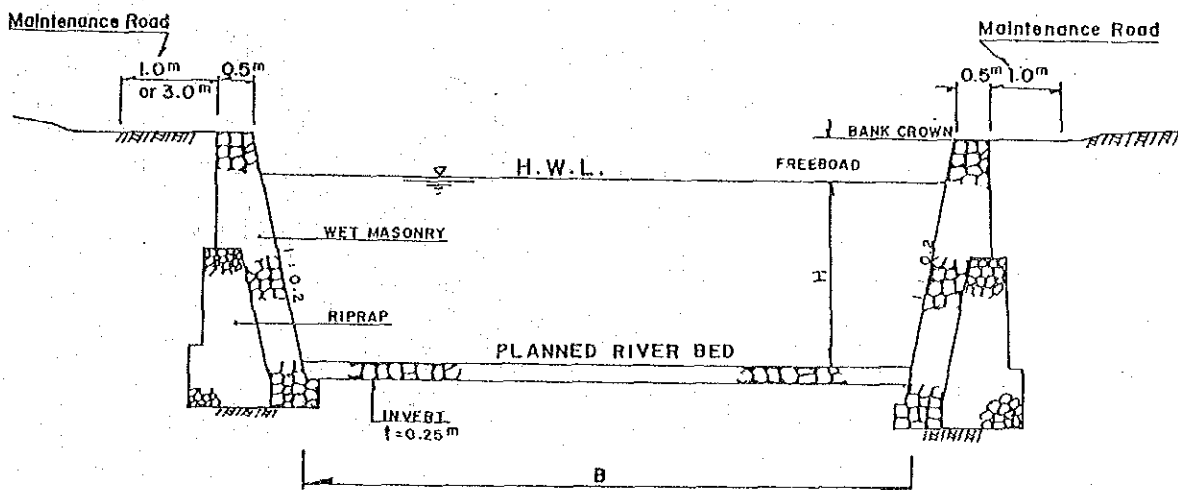 Maintenance Road
Maintenance Road
1.0m 0.5m
or 3.0m
0.5m 1.0m
BANK CROWN
H.W.L.
FREEBOAD
WET MASONRY
1:0.2
0.2
H
RIPRAP
PLANNED RIVER BED
INVERT
t=0.25m
B